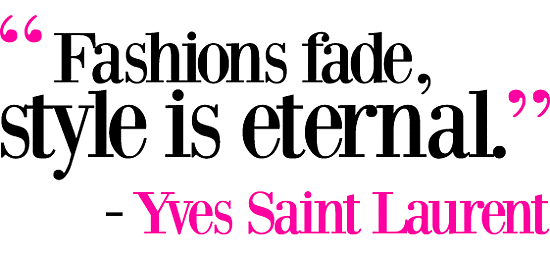 “Fashions fade,
style is eternal.”
- Yves Saint Laurent